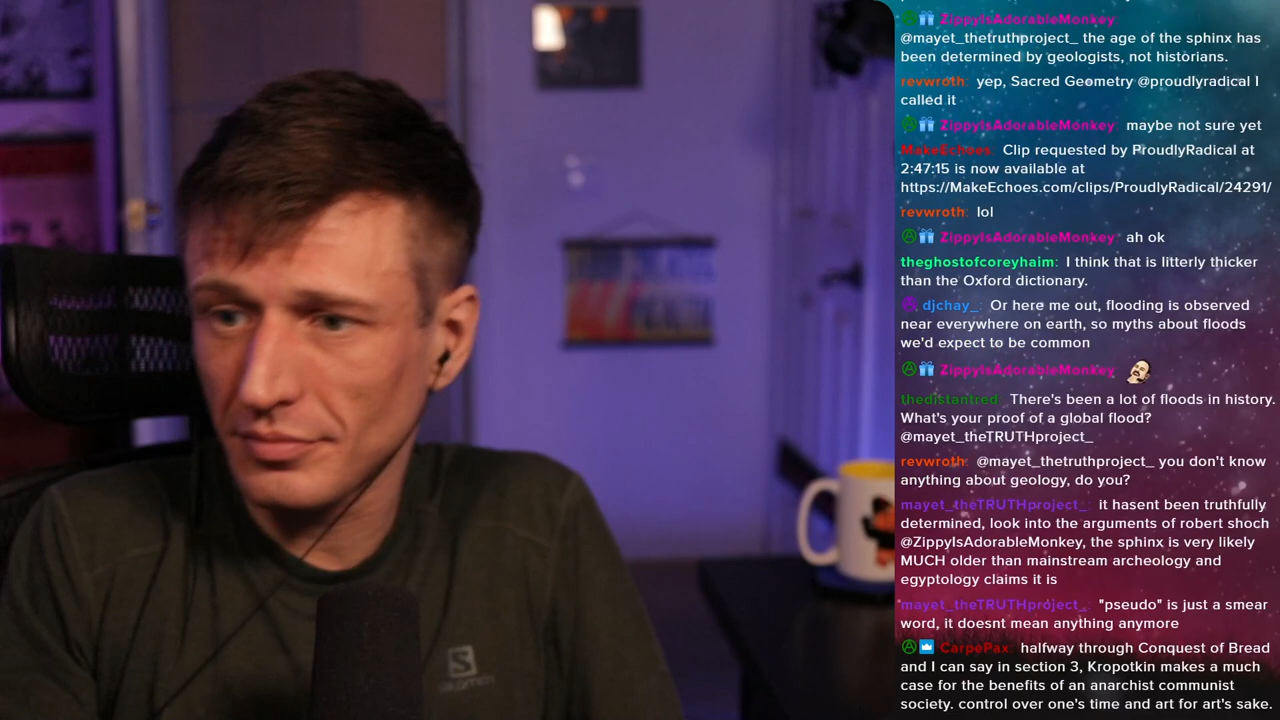 ZippyIsAdorableMonkey:
@mayet_thetruthproject_ the age of the sphinx has
been determined by geologists, not historians.
revwroth: yep, Sacred Geometry @proudlyradical I
called it
ZippyIsAdorableMonkey: maybe not sure yet
MakeEchoes: Clip requested by ProudlyRadical at
2:47:15 is now available at
https://MakeEchoes.com/clips/ProudlyRadical/24291/
revwroth: lol
ZippyIsAdorableMonkey: ah ok
theghostofcoreyhaim: I think that is litterly thicker
than the Oxford dictionary.
djchay_: Or here me out, flooding is observed
near everywhere on earth, so myths about floods
we'd expect to be common
ZippyIsAdorableMonkey:
thedistantred: There's been a lot of floods in history.
What's your proof of a global flood?
@mayet_theTRUTHproject_
revwroth: @mayet_thetruthproject_ you don't know
anything about geology, do you?
mayet_theTRUTHproject_: it hasent been truthfully
determined, look into the arguments of robert shoch
@ZippyIsAdorableMonkey, the sphinx is very likely
MUCH older than mainstream archeology and
egyptology claims it is
mayet_theTRUTHproject_: "pseudo" is just a smear
word, it doesnt mean anything anymore
CarpePax: halfway through Conquest of Bread
and I can say in section 3, Kropotkin makes a much
case for the benefits of an anarchist communist
society. control over one's time and art for art's sake.
S
salomon